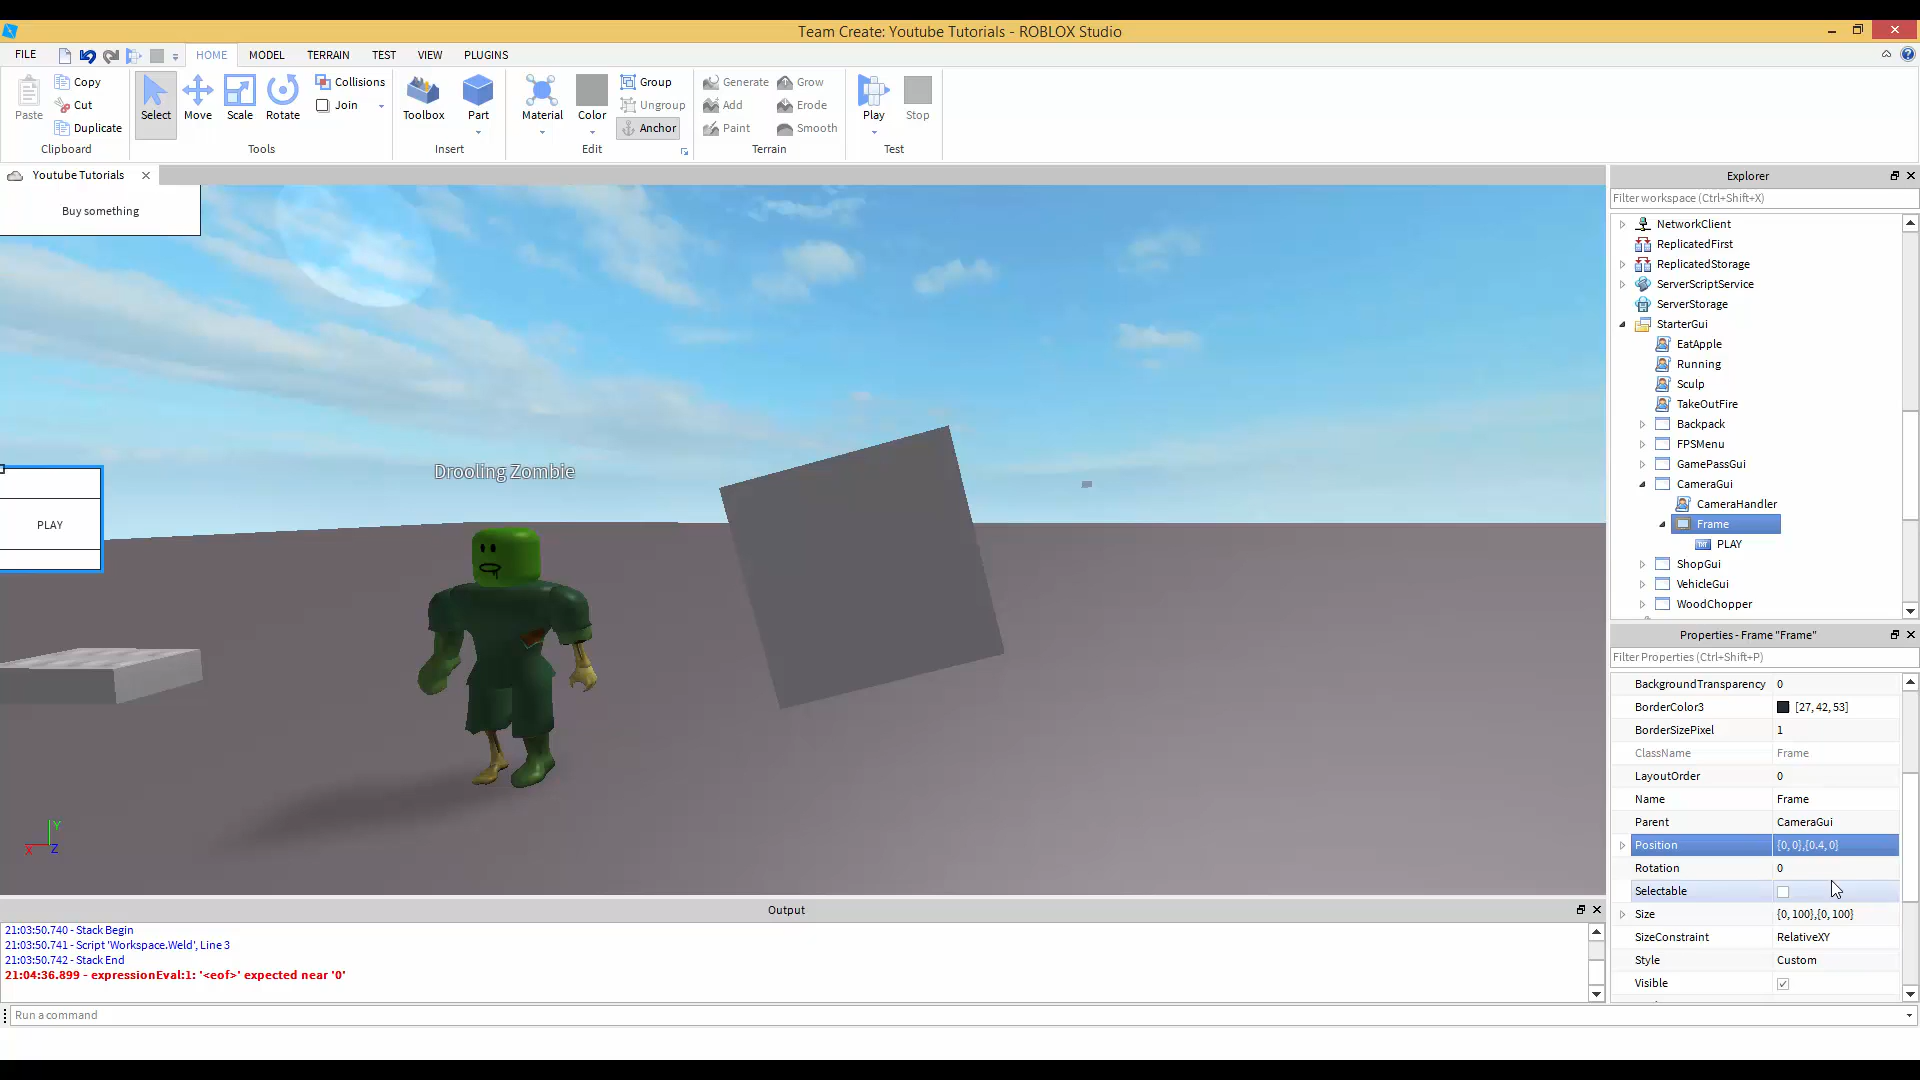 Team Create: Youtube Tutorials - ROBLOX Studio
FILE
HOME
MODEL
TERRAIN
TEST
VIEW
PLUGINS
Paste
Copy
Cut
Duplicate
Clipboard
Select
Move
Scale
Rotate
Collisions
Join
Tools
Toolbox
Part
Insert
Material
Color
Group
Ungroup
Anchor
Edit
Generate
Grow
Add
Erode
Paint
Smooth
Terrain
Play
Stop
Test
Youtube Tutorials
Buy something
Drooling Zombie
PLAY
Y
X
Z
Explorer
Filter workspace (Ctrl+Shift+X)
NetworkClient
ReplicatedFirst
ReplicatedStorage
ServerScriptService
ServerStorage
StarterGui
EatApple
Running
Sculp
TakeOutFire
Backpack
FPSMenu
GamePassGui
CameraGui
CameraHandler
Frame
PLAY
ShopGui
VehicleGui
WoodChopper
Properties - Frame "Frame"
Filter Properties (Ctrl+Shift+P)
BackgroundTransparency 0
BorderColor3 [27, 42, 53]
BorderSizePixel 1
ClassName Frame
LayoutOrder 0
Name Frame
Parent CameraGui
Position {0, 0},{0.4, 0}
Rotation 0
Selectable
Size {0, 100},{0, 100}
SizeConstraint RelativeXY
Style Custom
Visible
Output
21:03:50.740 - Stack Begin
21:03:50.741 - Script 'Workspace.Weld', Line 3
21:03:50.742 - Stack End
21:04:36.899 - expressionEval:1: '<eof>' expected near '0'
Run a command